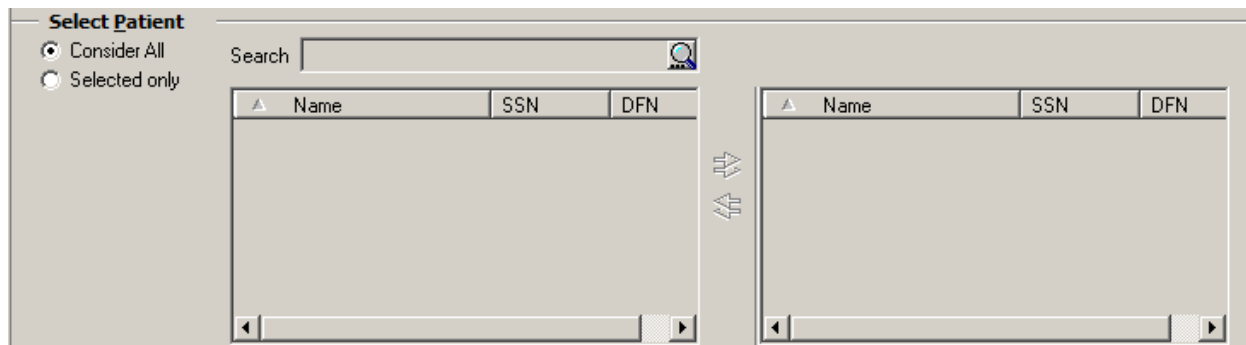 Select Patient
Consider All
Selected only
Search
Name SSN DFN
Name SSN DFN